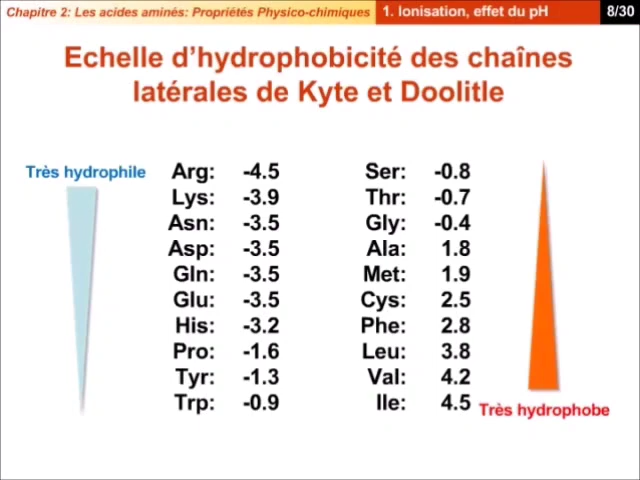 Chapitre 2: Les acides aminés: Propriétés Physico-chimiques 1. Ionisation, effet du pH 8/30
Echelle d'hydrophobicité des chaînes
latérales de Kyte et Doolitle
Très hydrophile
Arg: -4.5
Lys: -3.9
Asn: -3.5
Asp: -3.5
Gln: -3.5
Glu: -3.5
His: -3.2
Pro: -1.6
Tyr: -1.3
Trp: -0.9
Ser: -0.8
Thr: -0.7
Gly: -0.4
Ala: 1.8
Met: 1.9
Cys: 2.5
Phe: 2.8
Leu: 3.8
Val: 4.2
Ile: 4.5
Très hydrophobe